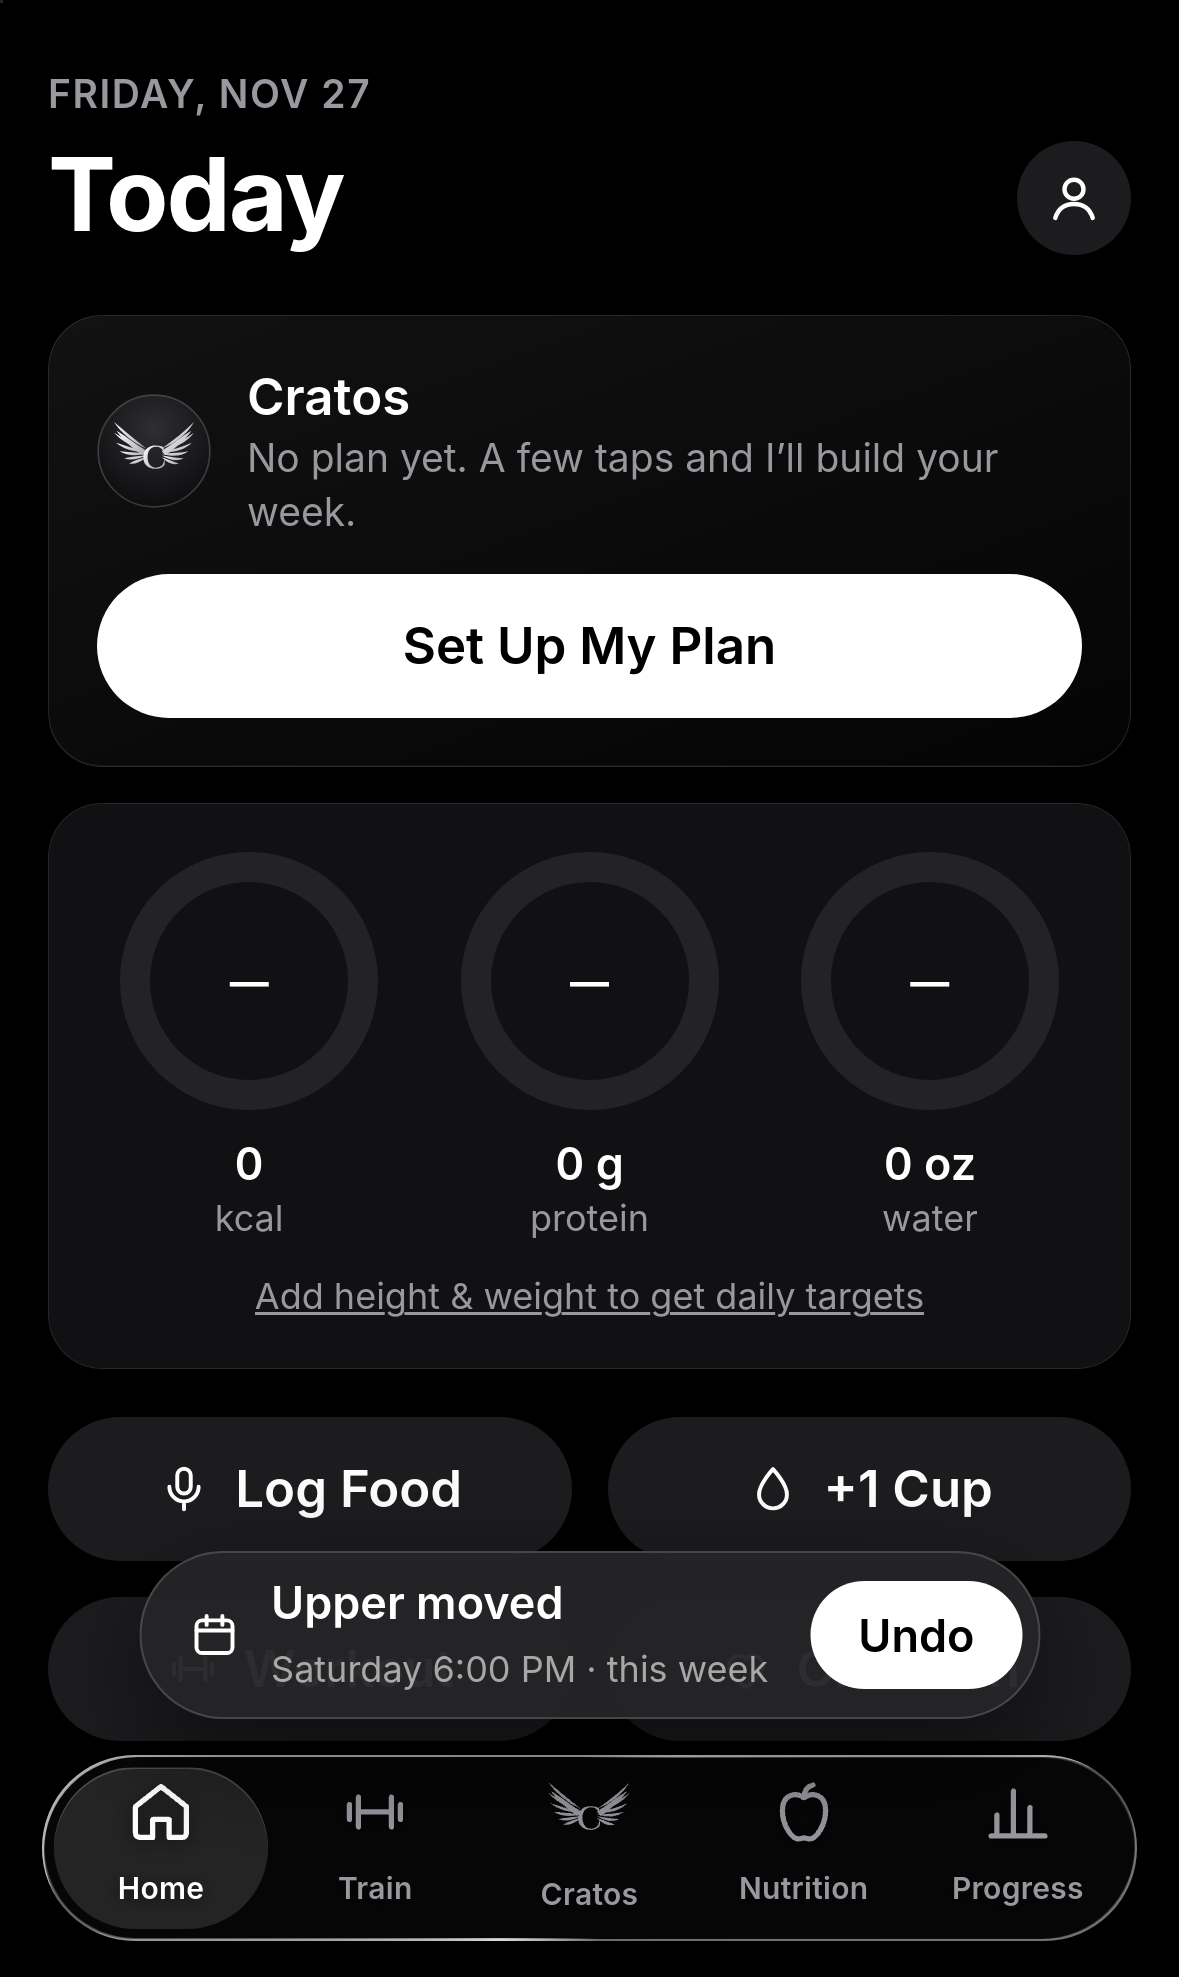 FRIDAY, NOV 27
Today
Cratos
No plan yet. A few taps and I’ll build your
week.
Set Up My Plan
—
—
—
0
0 g
0 oz
kcal
protein
water
Add height & weight to get daily targets
Log Food
+1 Cup
Upper moved
Saturday 6:00 PM · this week
Undo
Workout
Home
Train
Cratos
Nutrition
Progress